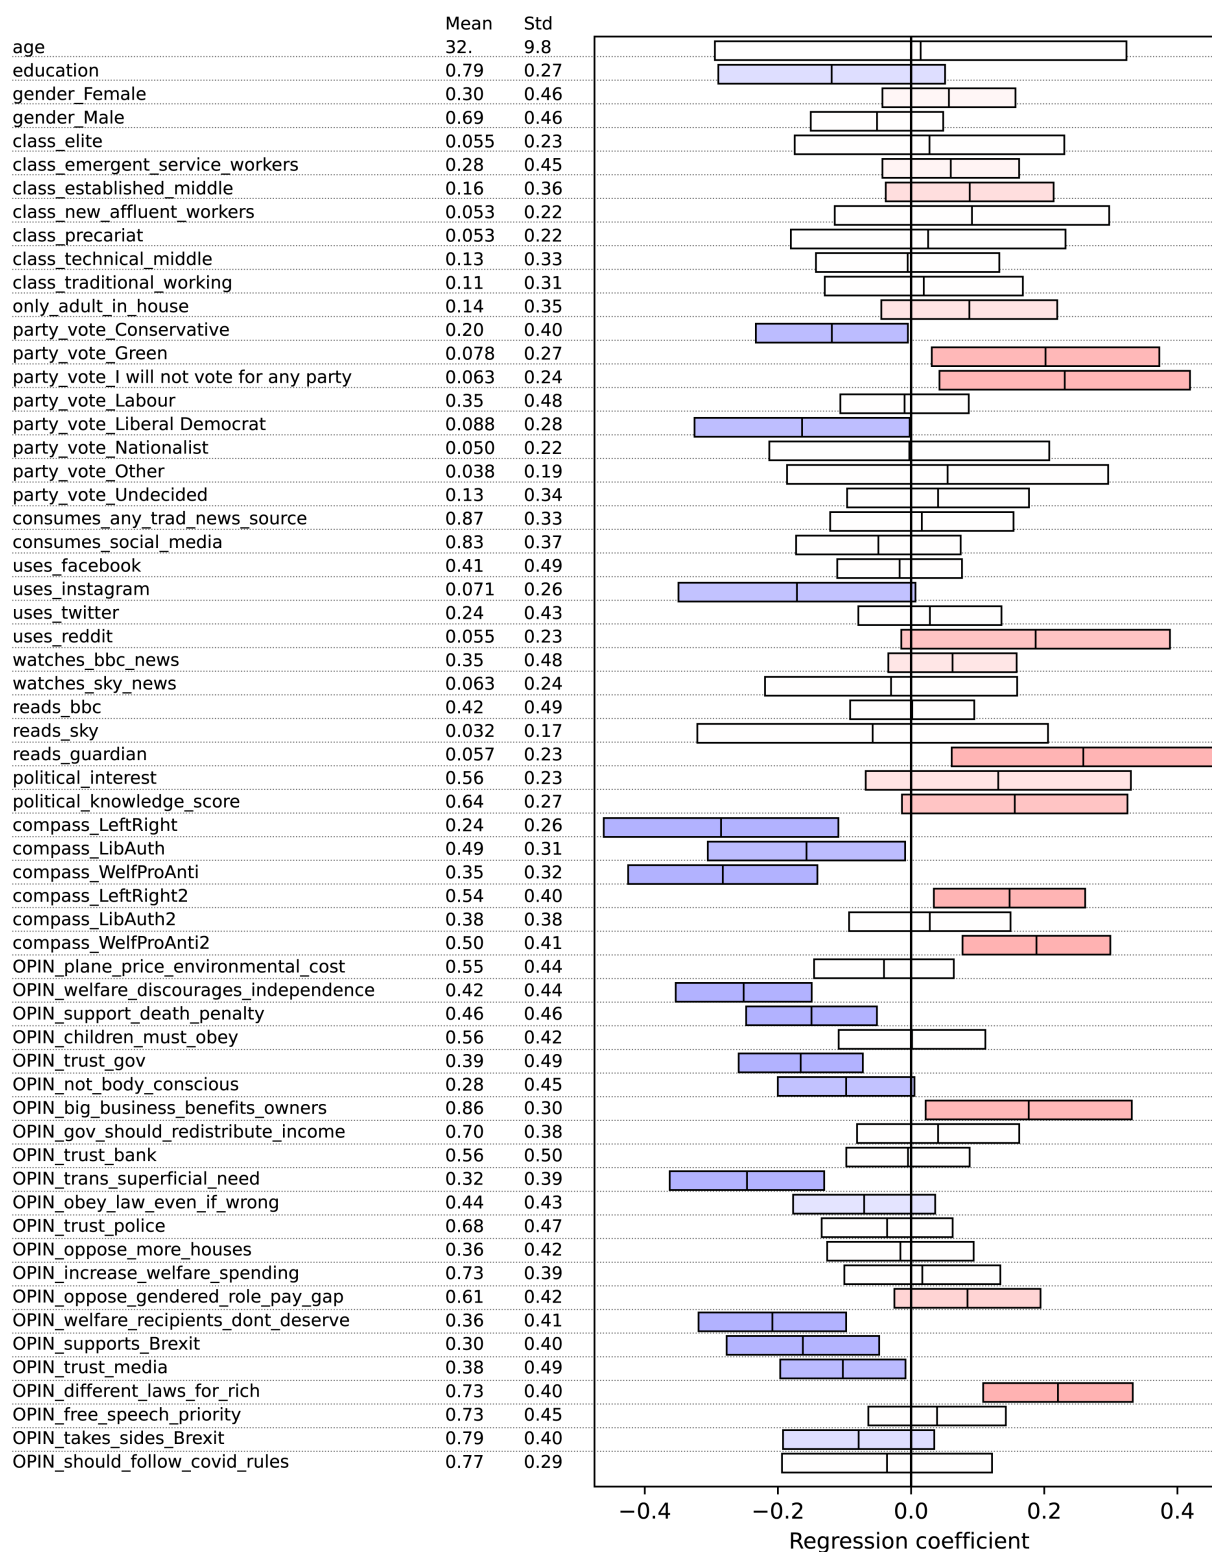 Mean Std
age 32. 9.8
education 0.79 0.27
gender_Female 0.30 0.46
gender_Male 0.69 0.46
class_elite 0.055 0.23
class_emergent_service_workers 0.28 0.45
class_established_middle 0.16 0.36
class_new_affluent_workers 0.053 0.22
class_precariat 0.053 0.22
class_technical_middle 0.13 0.33
class_traditional_working 0.11 0.31
only_adult_in_house 0.14 0.35
party_vote_Conservative 0.20 0.40
party_vote_Green 0.078 0.27
party_vote_I will not vote for any party 0.063 0.24
party_vote_Labour 0.35 0.48
party_vote_Liberal Democrat 0.088 0.28
party_vote_Nationalist 0.050 0.22
party_vote_Other 0.038 0.19
party_vote_Undecided 0.13 0.34
consumes_any_trad_news_source 0.87 0.33
consumes_social_media 0.83 0.37
uses_facebook 0.41 0.49
uses_instagram 0.071 0.26
uses_twitter 0.24 0.43
uses_reddit 0.055 0.23
watches_bbc_news 0.35 0.48
watches_sky_news 0.063 0.24
reads_bbc 0.42 0.49
reads_sky 0.032 0.17
reads_guardian 0.057 0.23
political_interest 0.56 0.23
political_knowledge_score 0.64 0.27
compass_LeftRight 0.24 0.26
compass_LibAuth 0.49 0.31
compass_WelfProAnti 0.35 0.32
compass_LeftRight2 0.54 0.40
compass_LibAuth2 0.38 0.38
compass_WelfProAnti2 0.50 0.41
OPIN_plane_price_environmental_cost 0.55 0.44
OPIN_welfare_discourages_independence 0.42 0.44
OPIN_support_death_penalty 0.46 0.46
OPIN_children_must_obey 0.56 0.42
OPIN_trust_gov 0.39 0.49
OPIN_not_body_conscious 0.28 0.45
OPIN_big_business_benefits_owners 0.86 0.30
OPIN_gov_should_redistribute_income 0.70 0.38
OPIN_trust_bank 0.56 0.50
OPIN_trans_superficial_need 0.32 0.39
OPIN_obey_law_even_if_wrong 0.44 0.43
OPIN_trust_police 0.68 0.47
OPIN_oppose_more_houses 0.36 0.42
OPIN_increase_welfare_spending 0.73 0.39
OPIN_oppose_gendered_role_pay_gap 0.61 0.42
OPIN_welfare_recipients_dont_deserve 0.36 0.41
OPIN_supports_Brexit 0.30 0.40
OPIN_trust_media 0.38 0.49
OPIN_different_laws_for_rich 0.73 0.40
OPIN_free_speech_priority 0.73 0.45
OPIN_takes_sides_Brexit 0.79 0.40
OPIN_should_follow_covid_rules 0.77 0.29
−0.4 −0.2 0.0 0.2 0.4
Regression coefficient